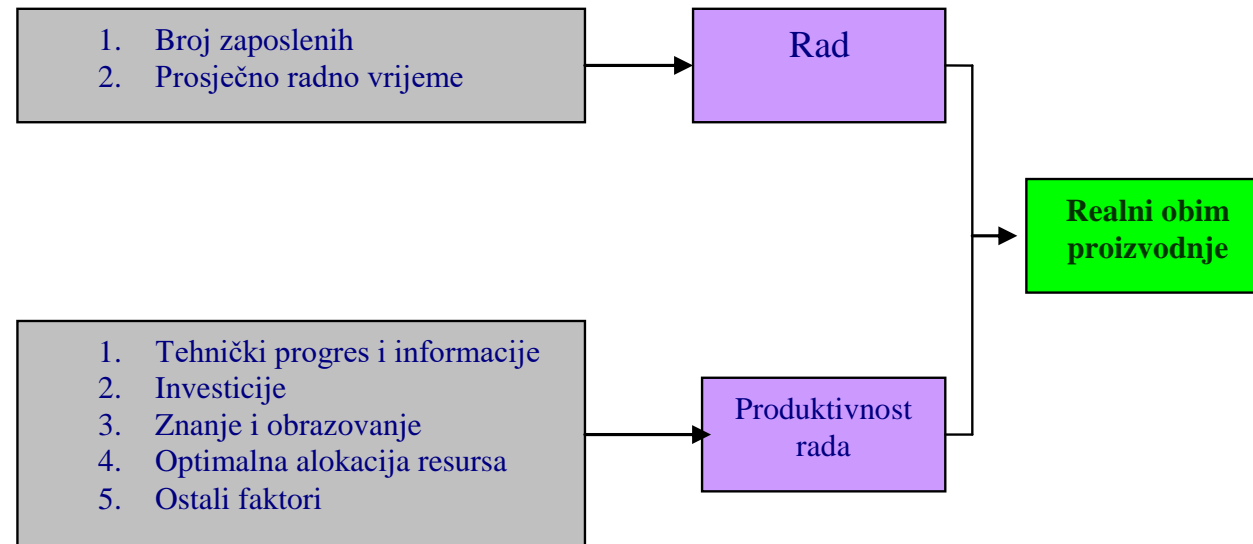 1. Broj zaposlenih
2. Prosječno radno vrijeme
Rad
Realni obim
proizvodnje
1. Tehnički progres i informacije
2. Investicije
3. Znanje i obrazovanje
4. Optimalna alokacija resursa
5. Ostali faktori
Produktivnost
rada